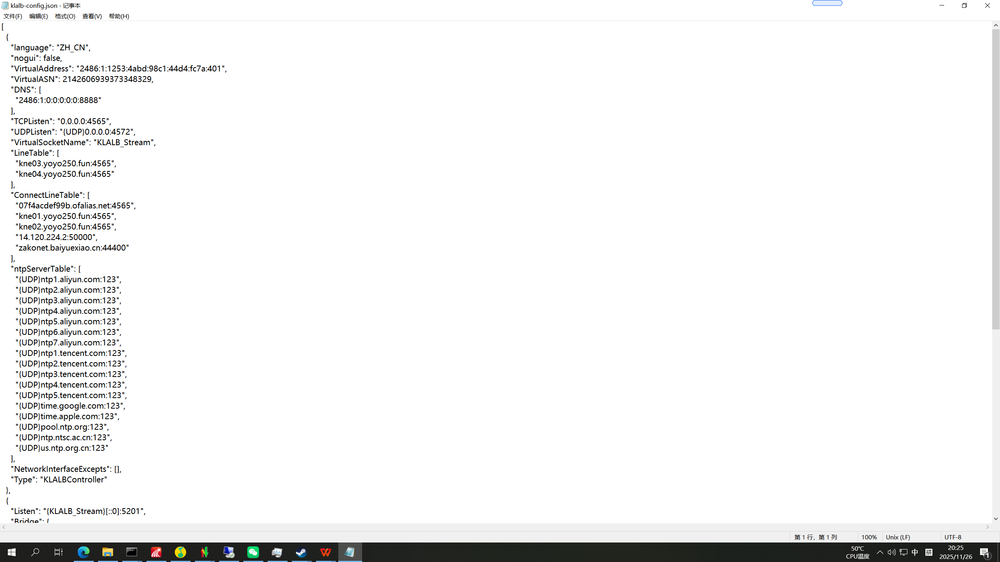 klalb-config.json - 记事本
文件(F) 编辑(E) 格式(O) 查看(V) 帮助(H)
[
{
"language": "ZH_CN",
"nogui": false,
"VirtualAddress": "2486:1:1253:4abd:98c1:44d4:fc7a:401",
"VirtualASN": 2142606939373348329,
"DNS": [
"2486:1:0:0:0:0:0:8888"
],
"TCPListen": "0.0.0.0:4565",
"UDPListen": "{UDP}0.0.0.0:4572",
"VirtualSocketName": "KLALB_Stream",
"LineTable": [
"kne03.yoyo250.fun:4565",
"kne04.yoyo250.fun:4565"
],
"ConnectLineTable": [
"07f4acdef99b.ofalias.net:4565",
"kne01.yoyo250.fun:4565",
"kne02.yoyo250.fun:4565",
"14.120.224.2:50000",
"zakonet.baiyuexiao.cn:44400"
],
"ntpServerTable": [
"{UDP}ntp1.aliyun.com:123",
"{UDP}ntp2.aliyun.com:123",
"{UDP}ntp3.aliyun.com:123",
"{UDP}ntp4.aliyun.com:123",
"{UDP}ntp5.aliyun.com:123",
"{UDP}ntp6.aliyun.com:123",
"{UDP}ntp7.aliyun.com:123",
"{UDP}ntp1.tencent.com:123",
"{UDP}ntp2.tencent.com:123",
"{UDP}ntp3.tencent.com:123",
"{UDP}ntp4.tencent.com:123",
"{UDP}ntp5.tencent.com:123",
"{UDP}time.google.com:123",
"{UDP}time.apple.com:123",
"{UDP}pool.ntp.org:123",
"{UDP}ntp.ntsc.ac.cn:123",
"{UDP}us.ntp.org.cn:123"
],
"NetworkInterfaceExcepts": [],
"Type": "KLALBController"
},
{
"Listen": "{KLALB_Stream}[::0]:5201",
"Bridge": {
第 1 行，第 1 列 100% Unix (LF) UTF-8
50℃ 20:25
CPU温度 中 拼 2025/11/26 1